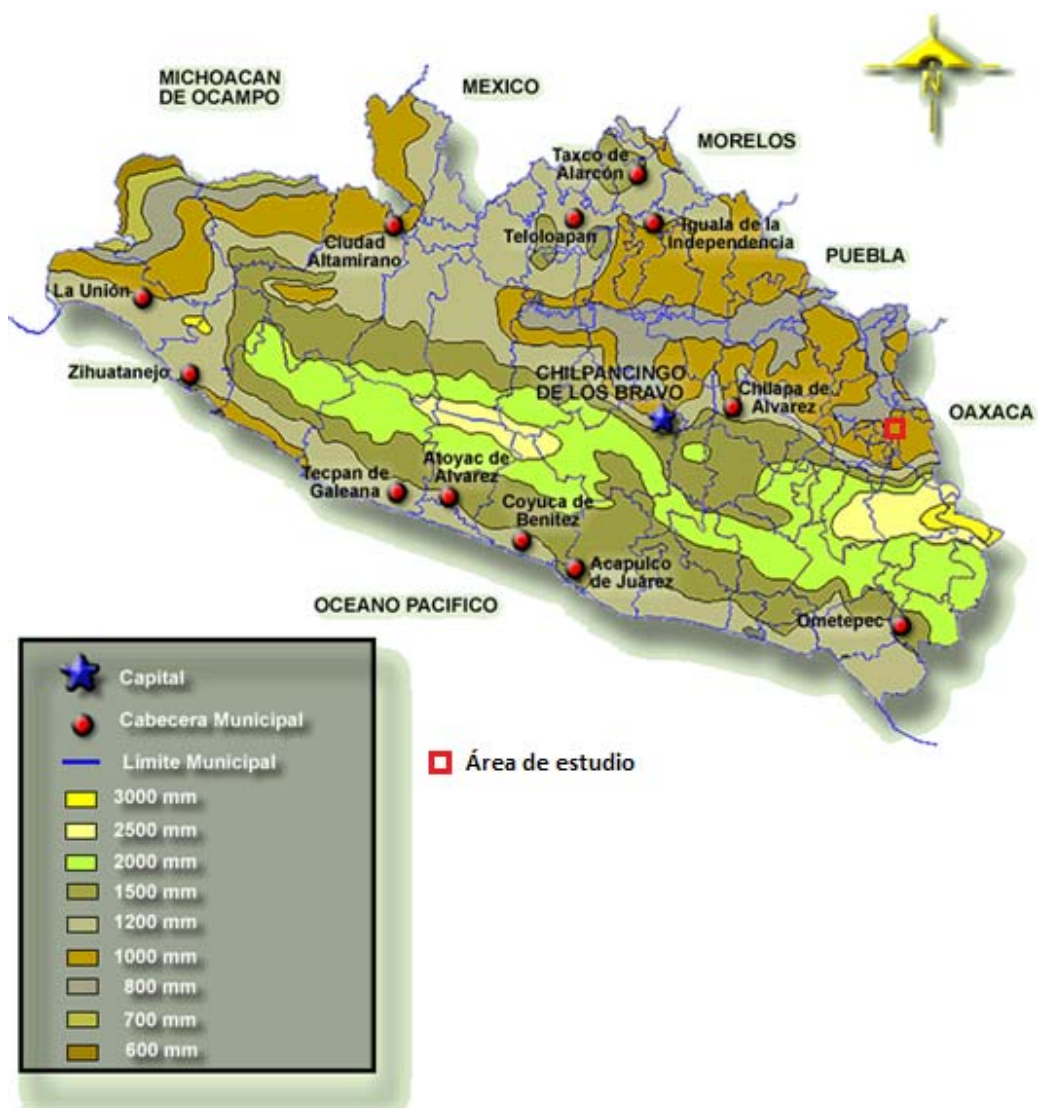 MICHOACAN
DE OCAMPO
MEXICO
N
MORELOS
Taxco de
Alarcón
Ciudad
Altamirano
Teloloapan
Iguala de la
Independencia
PUEBLA
La Unión
Zihuatanejo
CHILPANCINGO
DE LOS BRAVO
Chilapa de
Alvarez
OAXACA
Tecpan de
Galeana
Atoyac de
Alvarez
Coyuca de
Benitez
Acapulco
de Juárez
OCEANO PACIFICO
Ometepec
Capital
Cabecera Municipal
Límite Municipal
3000 mm
2500 mm
2000 mm
1500 mm
1200 mm
1000 mm
800 mm
700 mm
600 mm
Área de estudio